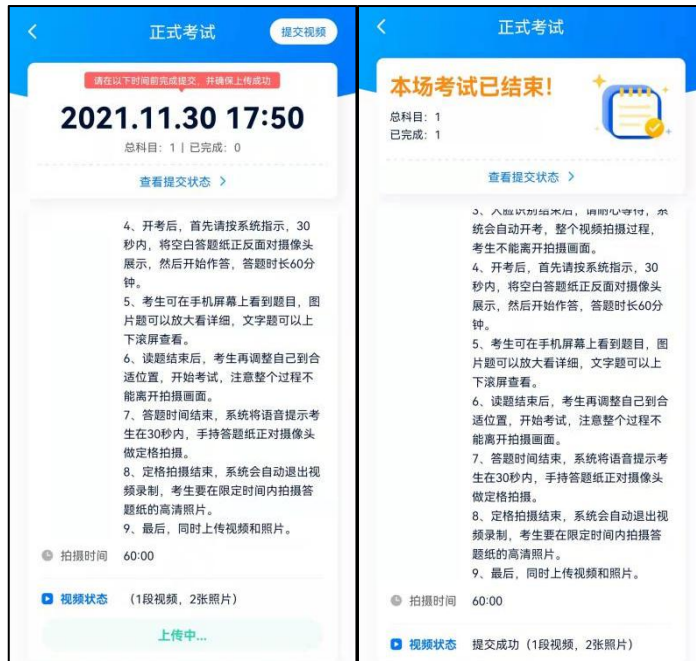 正式考试
提交视频
请在以下时间前完成提交，并确保上传成功
2021.11.30 17:50
总科目：1 | 已完成：0
查看提交状态 >
4、开考后，首先请按系统指示，30
秒内，将空白答题纸正反面对摄像头
展示，然后开始作答，答题时长60分
钟。
5、考生可在手机屏幕上看到题目，图
片题可以放大看详细，文字题可以上
下滚屏查看。
6、读题结束后，考生再调整自己到合
适位置，开始考试，注意整个过程不
能离开拍摄画面。
7、答题时间结束，系统将语音提示考
生在30秒内，手持答题纸正对摄像头
做定格拍摄。
8、定格拍摄结束，系统会自动退出视
频录制，考生要在限定时间内拍摄答
题纸的高清照片。
9、最后，同时上传视频和照片。
拍摄时间 60:00
视频状态 （1段视频，2张照片）
上传中...
正式考试
本场考试已结束！
总科目：1
已完成：1
查看提交状态 >
3、人脸识别结束后，请耐心等待，系
统会自动开考，整个视频拍摄过程，
考生不能离开拍摄画面。
4、开考后，首先请按系统指示，30
秒内，将空白答题纸正反面对摄像头
展示，然后开始作答，答题时长60分
钟。
5、考生可在手机屏幕上看到题目，图
片题可以放大看详细，文字题可以上
下滚屏查看。
6、读题结束后，考生再调整自己到合
适位置，开始考试，注意整个过程不
能离开拍摄画面。
7、答题时间结束，系统将语音提示考
生在30秒内，手持答题纸正对摄像头
做定格拍摄。
8、定格拍摄结束，系统会自动退出视
频录制，考生要在限定时间内拍摄答
题纸的高清照片。
9、最后，同时上传视频和照片。
拍摄时间 60:00
视频状态 提交成功（1段视频，2张照片）